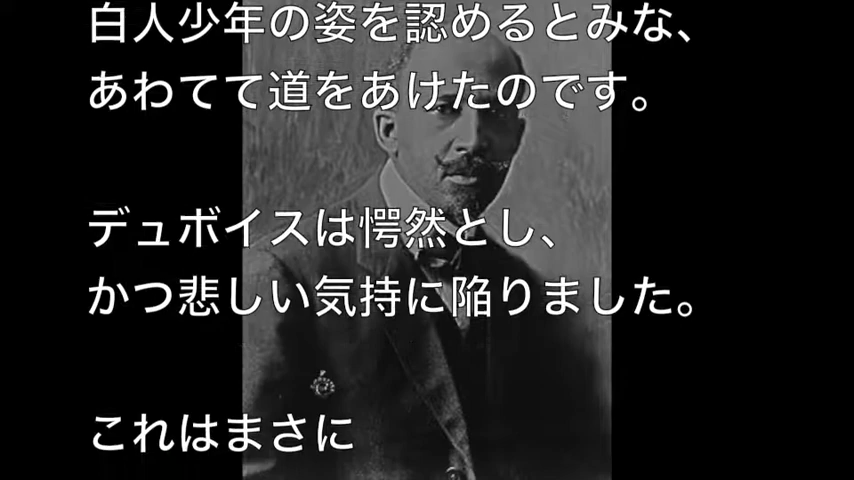 白人少年の姿を認めるとみな、
あわてて道をあけたのです。
デュボイスは愕然とし、
かつ悲しい気持に陥りました。
これはまさに